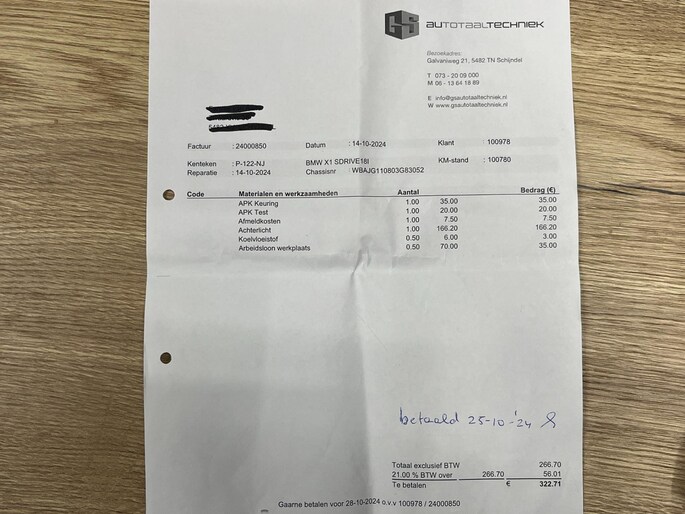 GS AUTOTAALTECHNIEK
Bezoekadres:
Galvaniweg 21, 5482 TN Schijndel
T 073 - 20 09 000
M 06 - 13 64 18 89
E info@gsautotaaltechniek.nl
W www.gsautotaaltechniek.nl
Factuur : 24000850 Datum : 14-10-2024 Klant : 100978
Kenteken : P-122-NJ BMW X1 SDRIVE18I KM-stand : 100780
Reparatie : 14-10-2024 Chassisnr : WBAJG110803G83052
Code Materialen en werkzaamheden Aantal Bedrag (€)
APK Keuring 1.00 35.00 35.00
APK Test 1.00 20.00 20.00
Afmeldkosten 1.00 7.50 7.50
Achterlicht 1.00 166.20 166.20
Koelvloeistof 0.50 6.00 3.00
Arbeidsloon werkplaats 0.50 70.00 35.00
betaald 25-10-'24
Totaal exclusief BTW 266.70
21.00 % BTW over 266.70 56.01
Te betalen € 322.71
Gaarne betalen voor 28-10-2024 o.v.v 100978 / 24000850